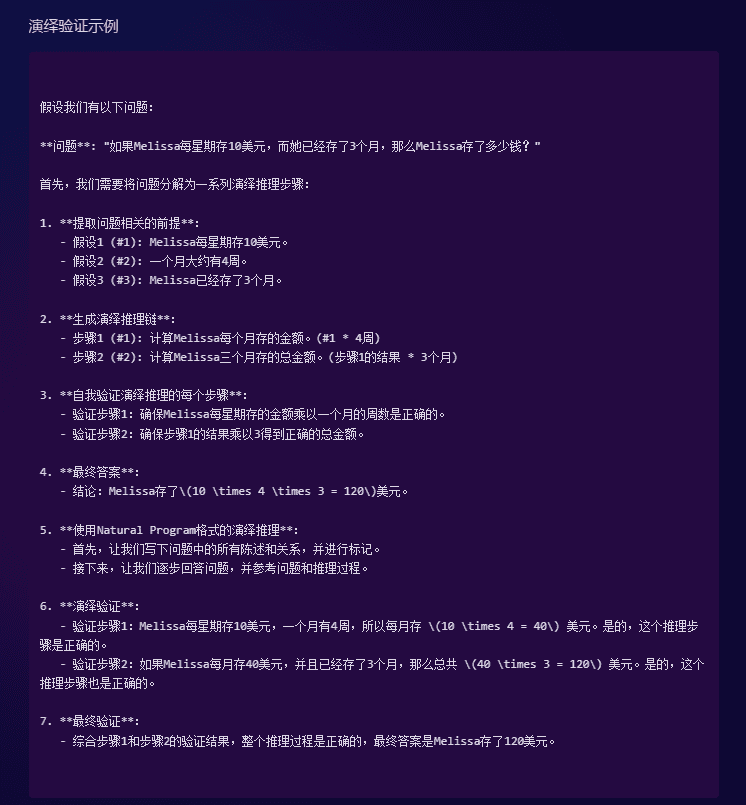 演绎验证示例
假设我们有以下问题:
**问题**: "如果Melissa每星期存10美元，而她已经存了3个月，那么Melissa存了多少钱？"
首先，我们需要将问题分解为一系列演绎推理步骤:
1. **提取问题相关的前提**:
- 假设1 (#1): Melissa每星期存10美元。
- 假设2 (#2): 一个月大约有4周。
- 假设3 (#3): Melissa已经存了3个月。
2. **生成演绎推理链**:
- 步骤1 (#1): 计算Melissa每个月存的金额。(#1 * 4周)
- 步骤2 (#2): 计算Melissa三个月存的总金额。(步骤1的结果 * 3个月)
3. **自我验证演绎推理的每个步骤**:
- 验证步骤1: 确保Melissa每星期存的金额乘以一个月的周数是正确的。
- 验证步骤2: 确保步骤1的结果乘以3得到正确的总金额。
4. **最终答案**:
- 结论: Melissa存了\(10 \times 4 \times 3 = 120\)美元。
5. **使用Natural Program格式的演绎推理**:
- 首先，让我们写下问题中的所有陈述和关系，并进行标记。
- 接下来，让我们逐步回答问题，并参考问题和推理过程。
6. **演绎验证**:
- 验证步骤1: Melissa每星期存10美元，一个月有4周，所以每月存 \(10 \times 4 = 40\) 美元。是的，这个推理步
骤是正确的。
- 验证步骤2: 如果Melissa每月存40美元，并且已经存了3个月，那么总共 \(40 \times 3 = 120\) 美元。是的，这个
推理步骤也是正确的。
7. **最终验证**:
- 综合步骤1和步骤2的验证结果，整个推理过程是正确的，最终答案是Melissa存了120美元。